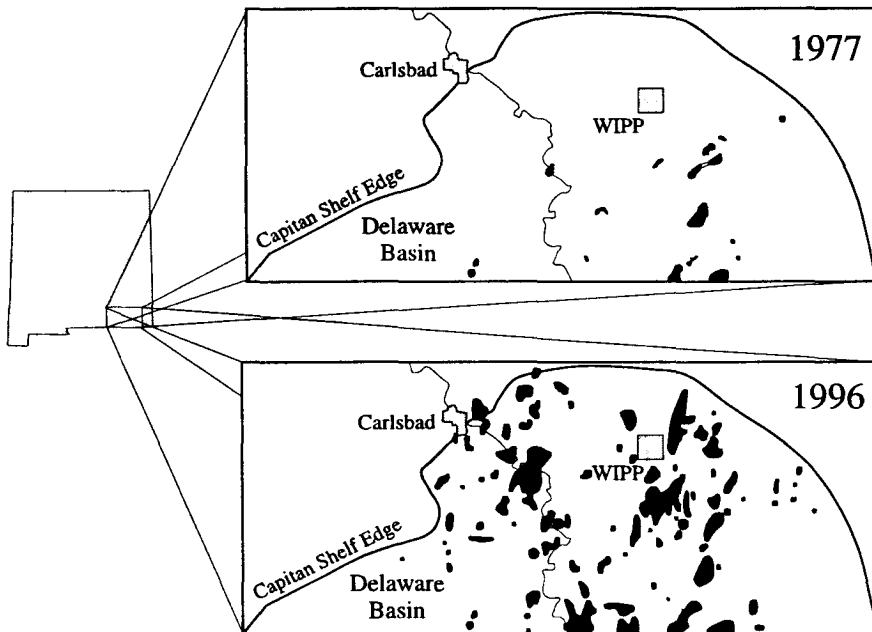 1977
Carlsbad
WIPP
Capitan Shelf Edge
Delaware
Basin
1996
Carlsbad
WIPP
Capitan Shelf Edge
Delaware
Basin